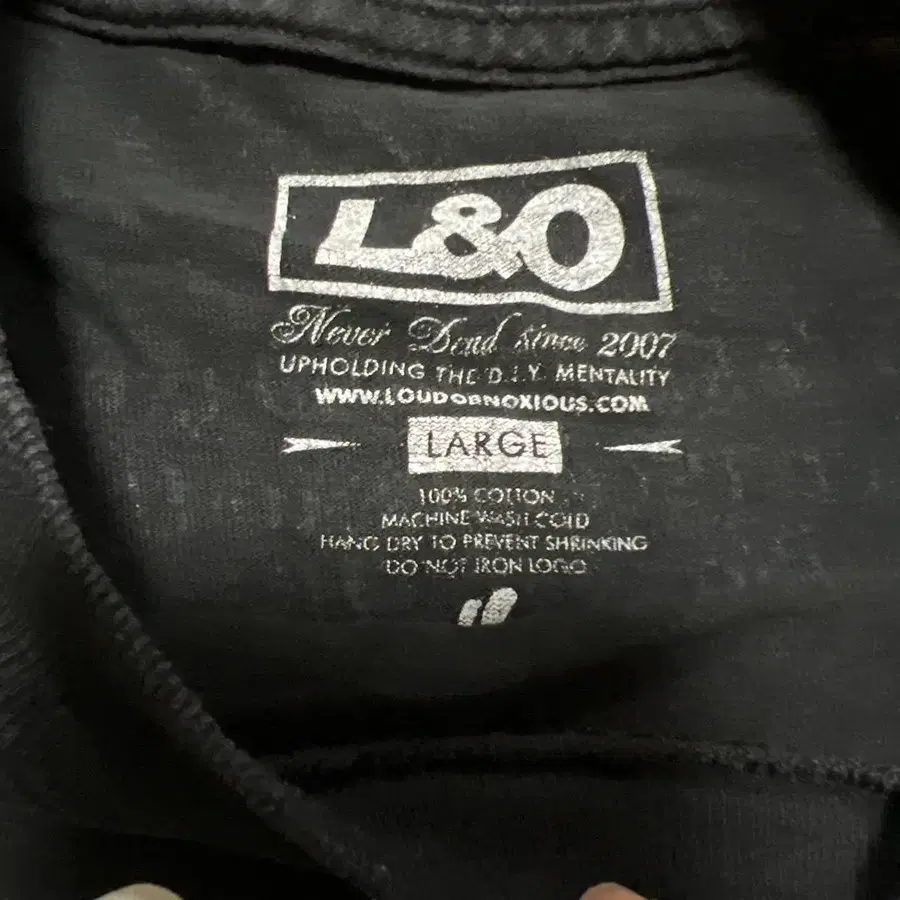 L&O
Never Dead since 2007
UPHOLDING THE D.I.Y. MENTALITY
WWW.LOUDOBNOXIOUS.COM
LARGE
100% COTTON
MACHINE WASH COLD
HANG DRY TO PREVENT SHRINKING
DO NOT IRON LOGO